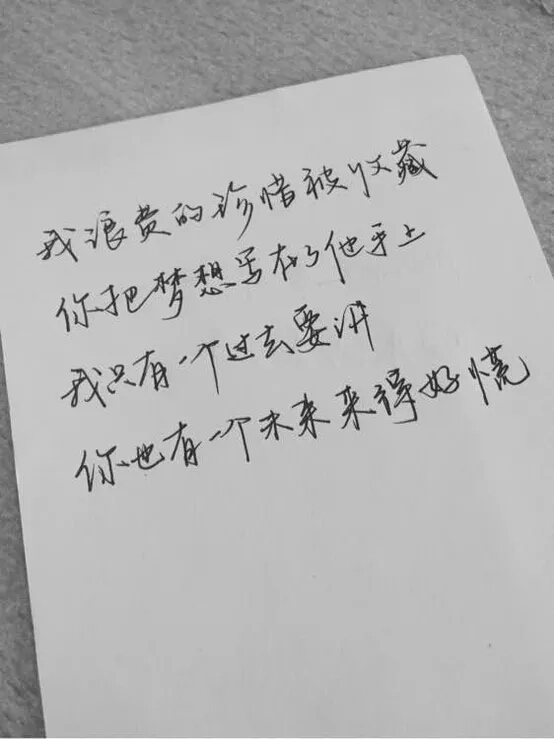 我浪费的珍惜被收藏
你把梦想写在了他手上
我只有一个过去要讲
你也有一个未来来得好慌